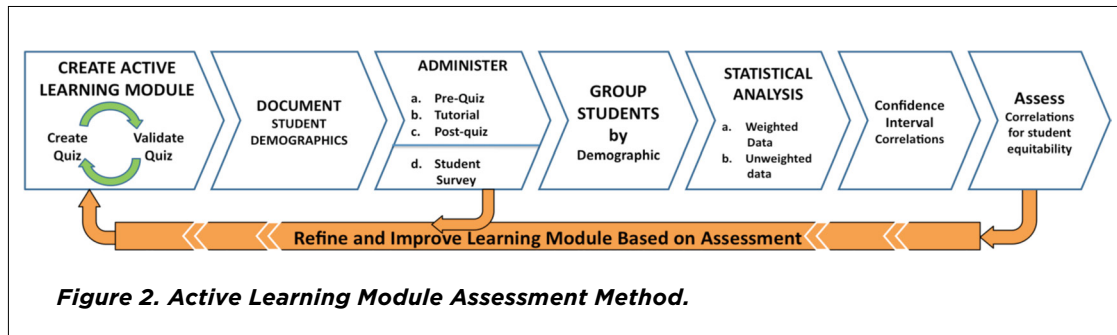 CREATE ACTIVE
LEARNING MODULE
Create
Quiz
Validate
Quiz
DOCUMENT
STUDENT
DEMOGRAPHICS
ADMINISTER
a. Pre-Quiz
b. Tutorial
c. Post-quiz
d. Student
Survey
GROUP
STUDENTS
by
Demographic
STATISTICAL
ANALYSIS
a. Weighted
Data
b. Unweighted
data
Confidence
Interval
Correlations
Assess
Correlations
for student
equitability
Refine and Improve Learning Module Based on Assessment
Figure 2. Active Learning Module Assessment Method.